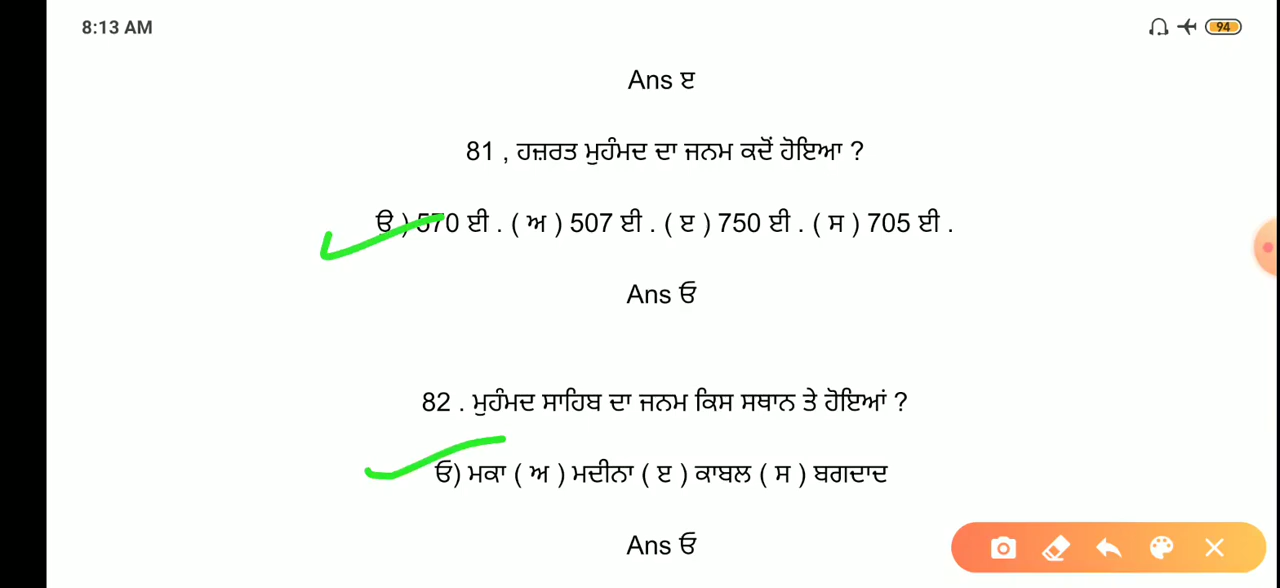 8:13 AM 94
Ans ੲ
81 , ਹਜ਼ਰਤ ਮੁਹੰਮਦ ਦਾ ਜਨਮ ਕਦੋਂ ਹੋਇਆ ?
ੳ ) 570 ਈ . ( ਅ ) 507 ਈ . ( ੲ ) 750 ਈ . ( ਸ ) 705 ਈ .
Ans ਓ
82 . ਮੁਹੰਮਦ ਸਾਹਿਬ ਦਾ ਜਨਮ ਕਿਸ ਸਥਾਨ ਤੇ ਹੋਇਆਂ ?
ਓ) ਮਕਾ ( ਅ ) ਮਦੀਨਾ ( ੲ ) ਕਾਬਲ ( ਸ ) ਬਗਦਾਦ
Ans ਓ